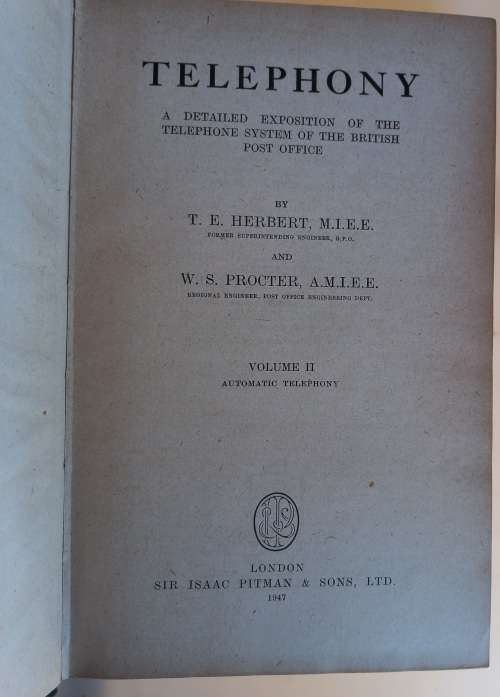 TELEPHONY
A DETAILED EXPOSITION OF THE
TELEPHONE SYSTEM OF THE BRITISH
POST OFFICE
BY
T. E. HERBERT, M.I.E.E.
FORMER SUPERINTENDING ENGINEER, G.P.O.
AND
W. S. PROCTER, A.M.I.E.E.
REGIONAL ENGINEER, POST OFFICE ENGINEERING DEPT.
VOLUME II
AUTOMATIC TELEPHONY
LONDON
SIR ISAAC PITMAN & SONS, LTD.
1947